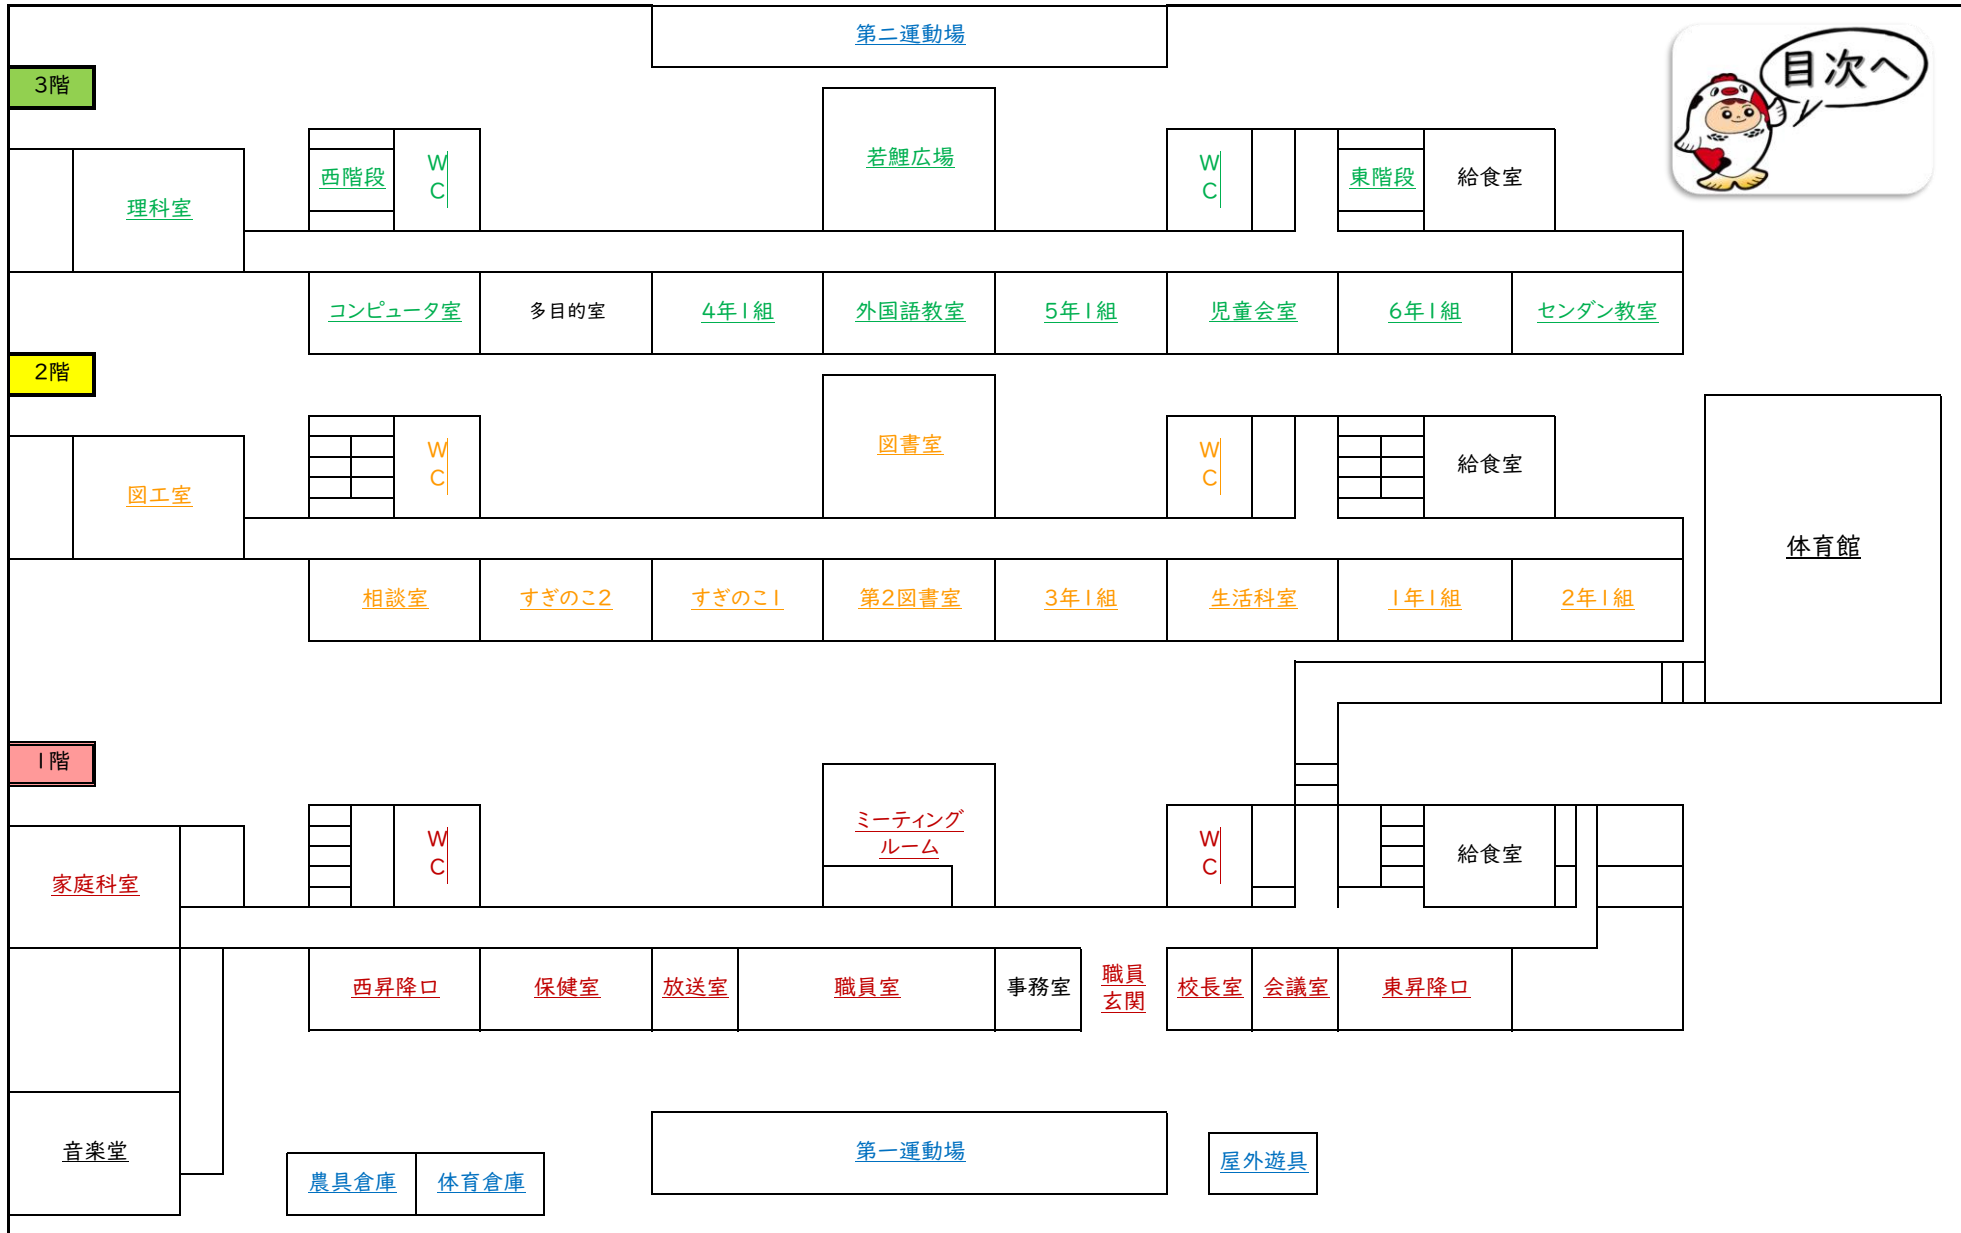 第二運動場
目次へ
3階
若鯉広場
W
C
W
C
西階段
東階段
給食室
理科室
コンピュータ室
多目的室
4年1組
外国語教室
5年1組
児童会室
6年1組
センダン教室
2階
図書室
W
C
W
C
給食室
図工室
体育館
相談室
すぎのこ2
すぎのこ1
第2図書室
3年1組
生活科室
1年1組
2年1組
1階
ミーティング
ルーム
W
C
W
C
給食室
家庭科室
西昇降口
保健室
放送室
職員室
事務室
職員
玄関
校長室
会議室
東昇降口
音楽堂
第一運動場
屋外遊具
農具倉庫
体育倉庫